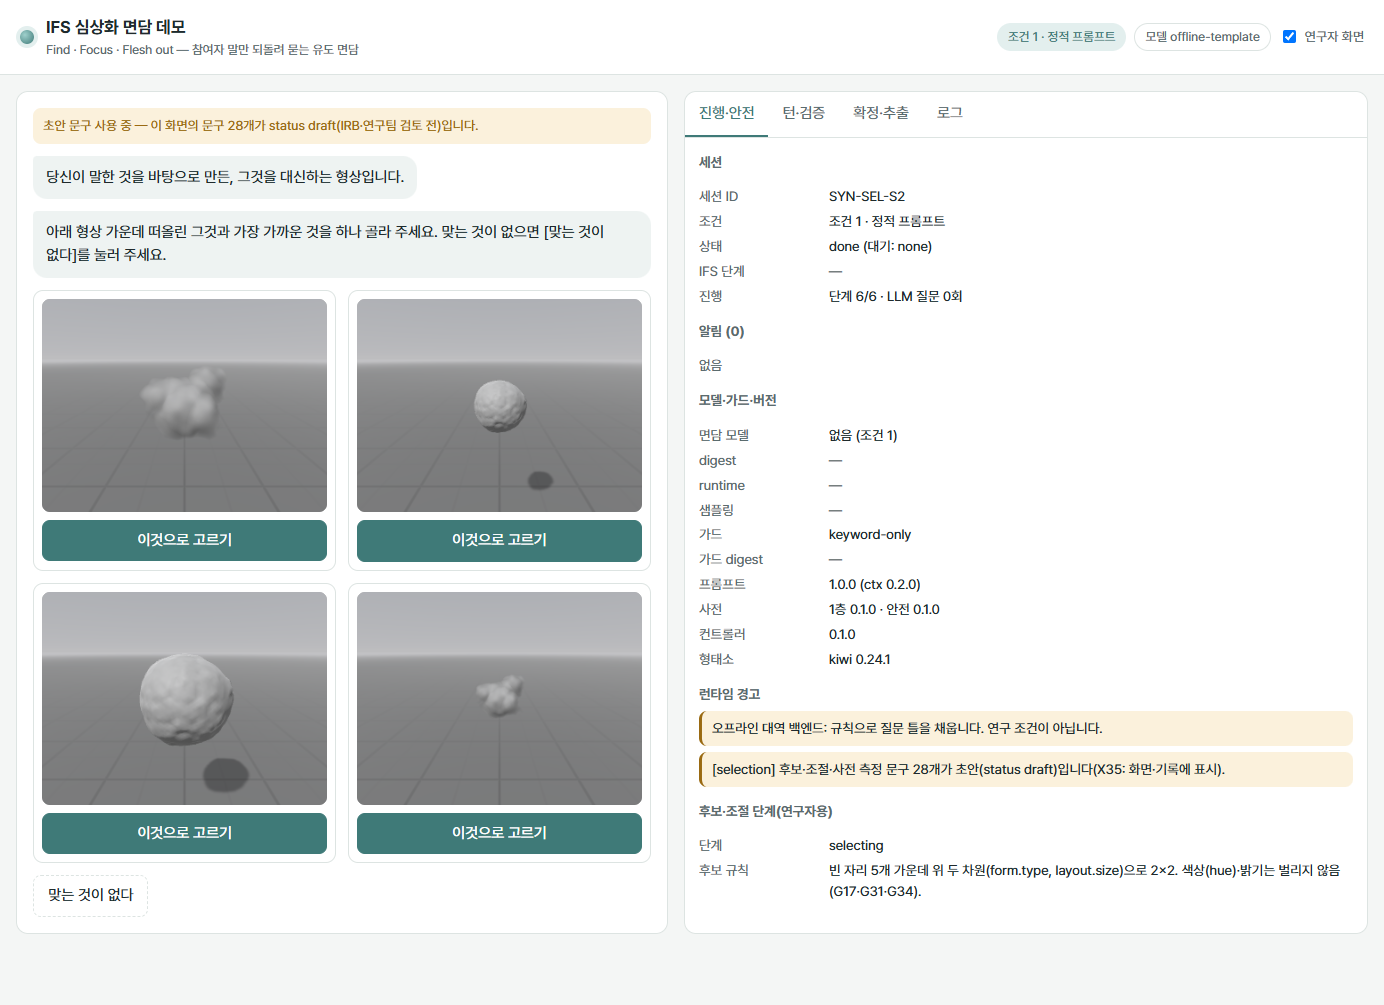 IFS 심상화 면담 데모
Find · Focus · Flesh out — 참여자 말만 되돌려 묻는 유도 면담
조건 1 · 정적 프롬프트
모델 offline-template
연구자 화면
초안 문구 사용 중 — 이 화면의 문구 28개가 status draft(IRB·연구팀 검토 전)입니다.
당신이 말한 것을 바탕으로 만든, 그것을 대신하는 형상입니다.
아래 형상 가운데 떠올린 그것과 가장 가까운 것을 하나 골라 주세요. 맞는 것이 없으면 [맞는 것이
없다]를 눌러 주세요.
이것으로 고르기
이것으로 고르기
이것으로 고르기
이것으로 고르기
맞는 것이 없다
진행·안전
턴·검증
확정·추출
로그
세션
세션 ID
SYN-SEL-S2
조건
조건 1 · 정적 프롬프트
상태
done (대기: none)
IFS 단계
—
진행
단계 6/6 · LLM 질문 0회
알림 (0)
없음
모델·가드·버전
면담 모델
없음 (조건 1)
digest
—
runtime
—
샘플링
—
가드
keyword-only
가드 digest
—
프롬프트
1.0.0 (ctx 0.2.0)
사전
1층 0.1.0 · 안전 0.1.0
컨트롤러
0.1.0
형태소
kiwi 0.24.1
런타임 경고
오프라인 대역 백엔드: 규칙으로 질문 틀을 채웁니다. 연구 조건이 아닙니다.
[selection] 후보·조절·사전 측정 문구 28개가 초안(status draft)입니다(X35: 화면·기록에 표시).
후보·조절 단계(연구자용)
단계
selecting
후보 규칙
빈 자리 5개 가운데 위 두 차원(form.type, layout.size)으로 2×2. 색상(hue)·밝기는 벌리지 않음
(G17·G31·G34).